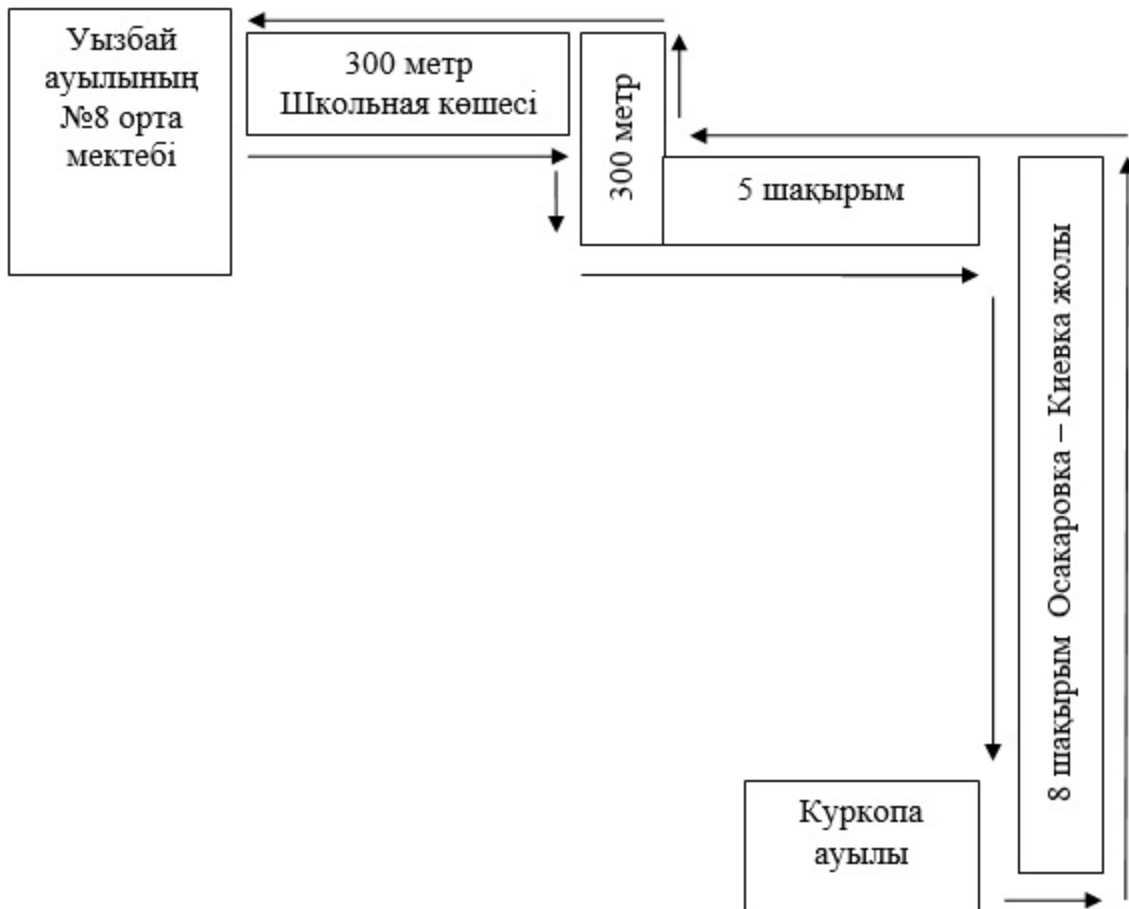 Уызбай
ауылының
№8 орта
мектебі
300 метр
Школьная көшесі
300 метр
5 шақырым
8 шақырым Осакаровка – Киевка жолы
Куркопа
ауылы